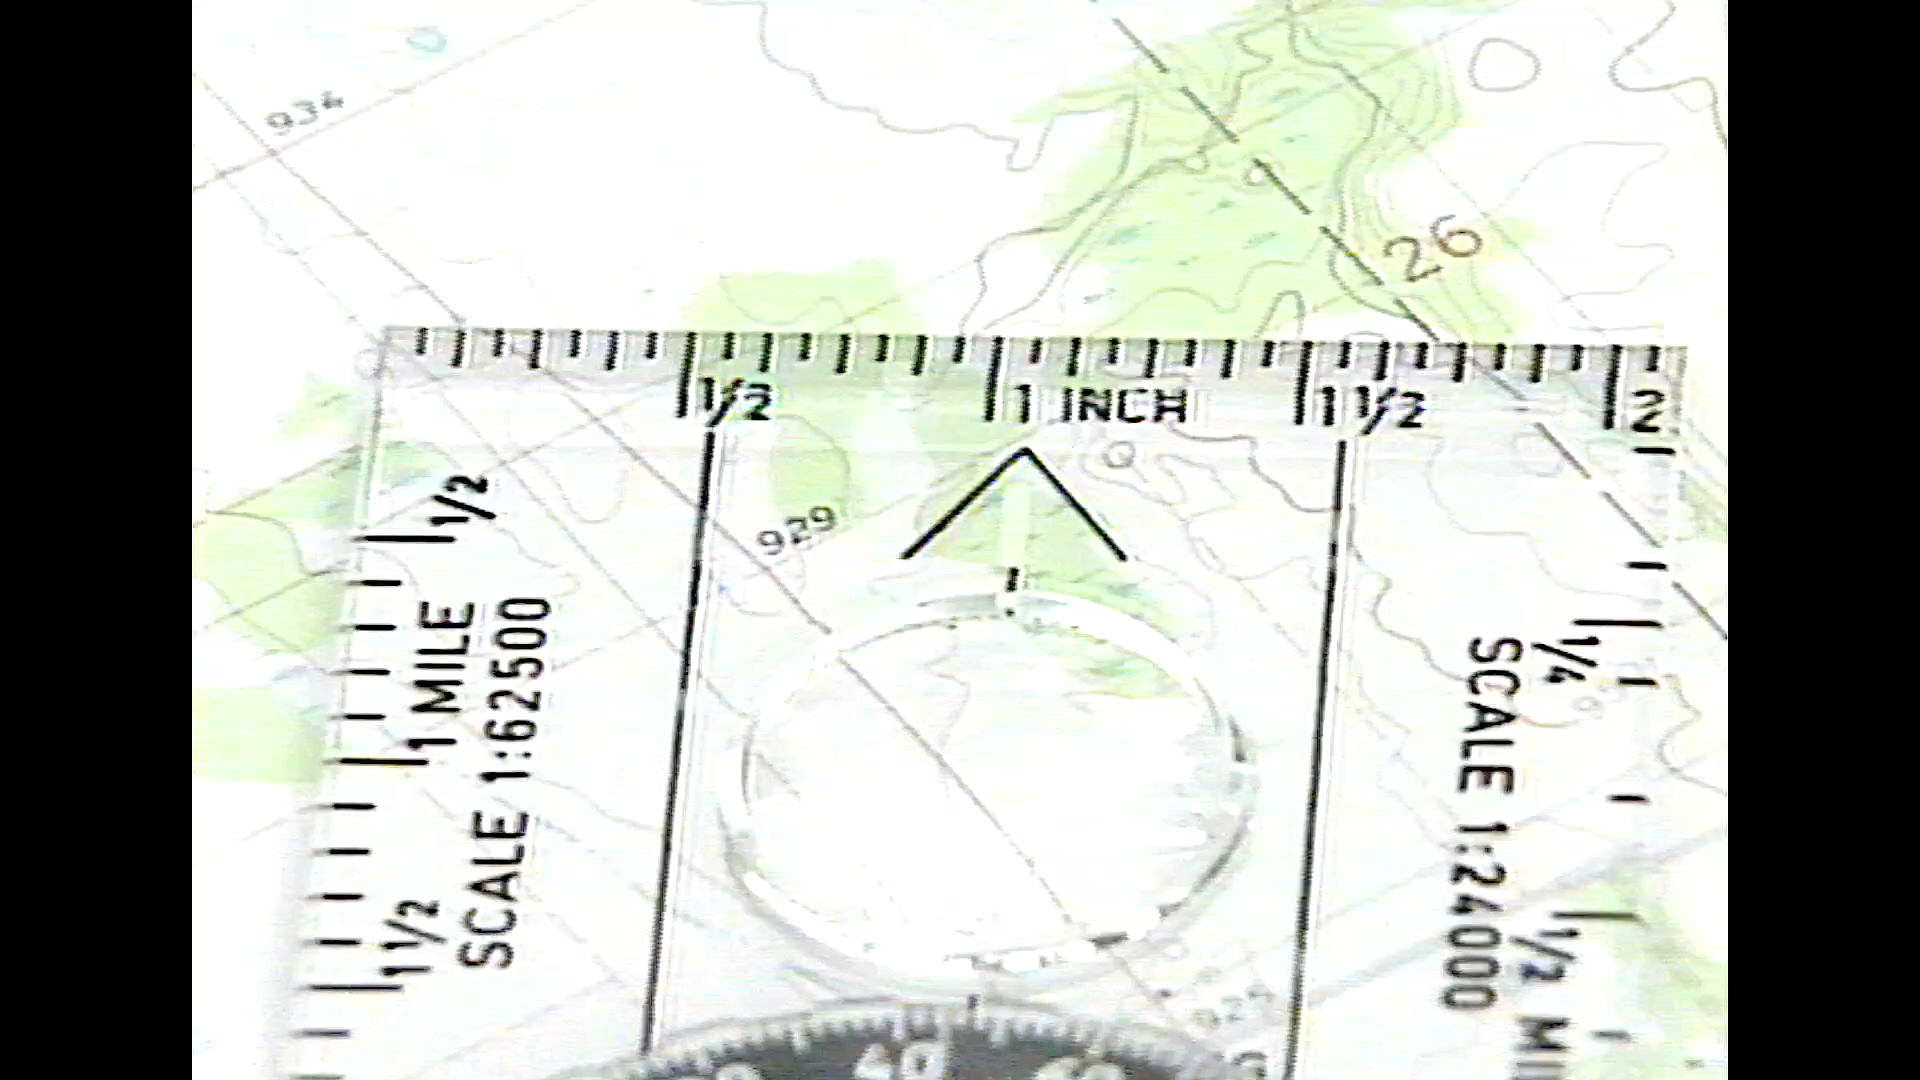 934
26
1/2 1 INCH 1 1/2 2
929
1/2
1 MILE
1 1/2
SCALE 1:62500
1/4
1/2 MI
SCALE 1:24000
40